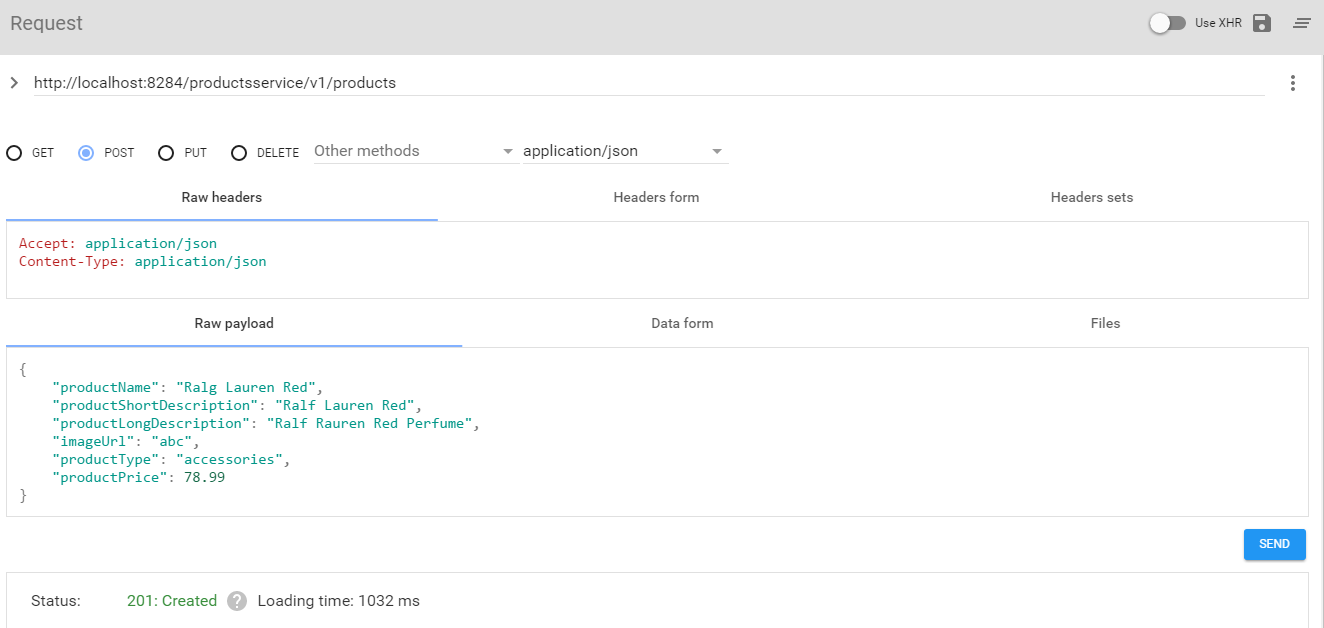 Request
Use XHR
http://localhost:8284/productsservice/v1/products
GET POST PUT DELETE Other methods application/json
Raw headers Headers form Headers sets
Accept: application/json
Content-Type: application/json
Raw payload Data form Files
{
"productName": "Ralg Lauren Red",
"productShortDescription": "Ralf Lauren Red",
"productLongDescription": "Ralf Rauren Red Perfume",
"imageUrl": "abc",
"productType": "accessories",
"productPrice": 78.99
}
SEND
Status: 201: Created ? Loading time: 1032 ms